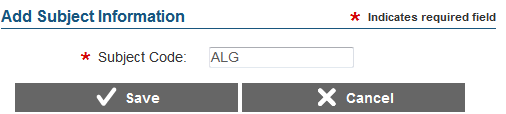 Add Subject Information * Indicates required field
* Subject Code: ALG
Save Cancel